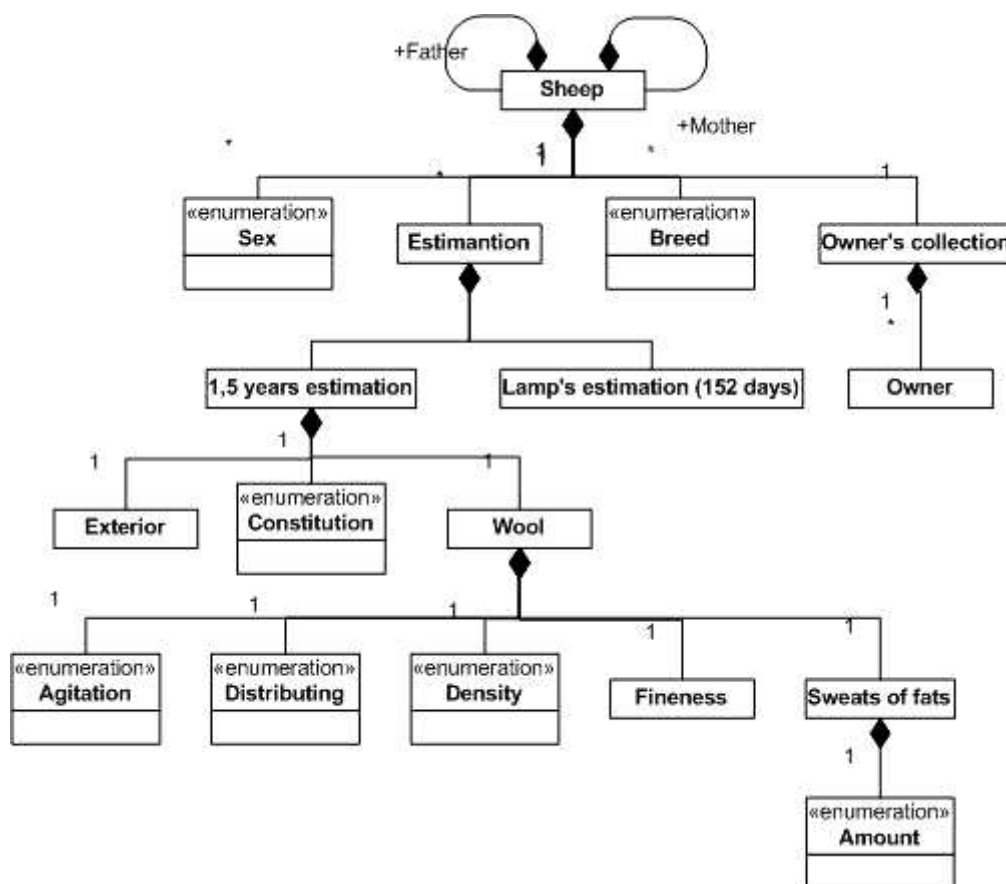 +Father
Sheep
+Mother
*
*
1
1
*
1
«enumeration»
Sex
Estimantion
«enumeration»
Breed
Owner's collection
1
*
1,5 years estimation
Lamp's estimation (152 days)
Owner
1
1
1
Exterior
«enumeration»
Constitution
Wool
1
1
1
1
1
«enumeration»
Agitation
«enumeration»
Distributing
«enumeration»
Density
Fineness
Sweats of fats
1
«enumeration»
Amount